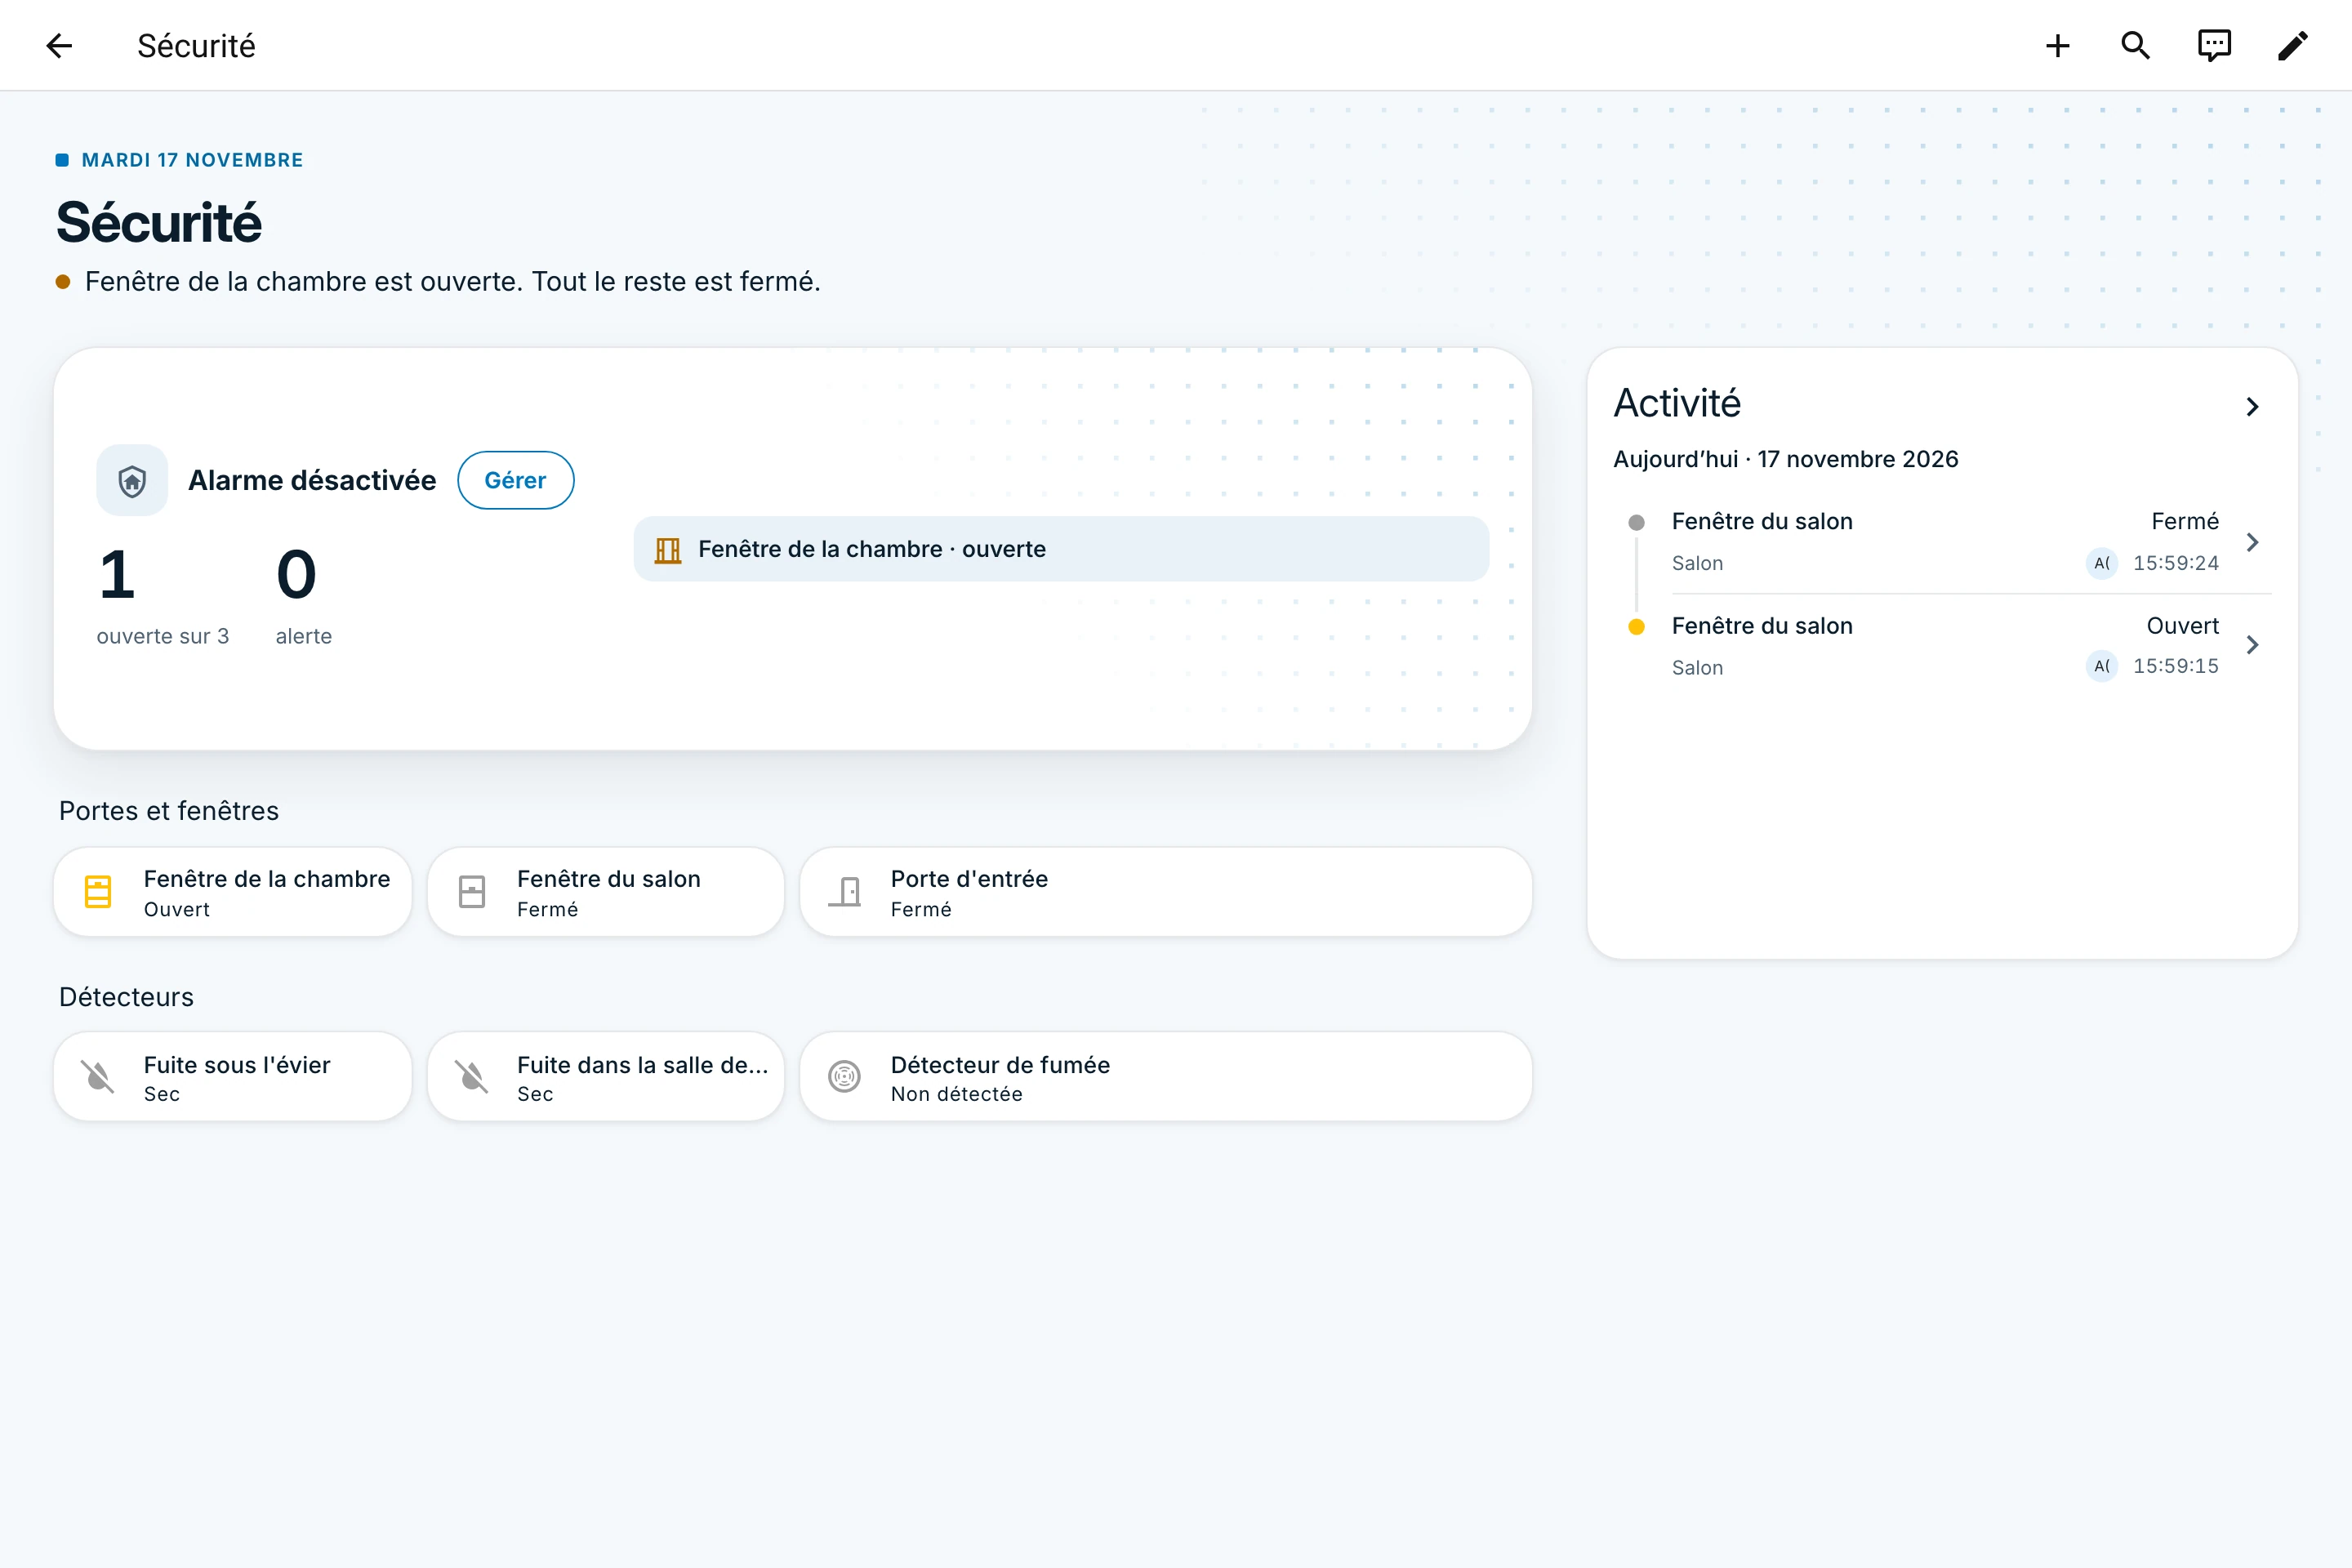 Sécurité
MARDI 17 NOVEMBRE
Sécurité
Fenêtre de la chambre est ouverte. Tout le reste est fermé.
Alarme désactivée
Gérer
1
ouverte sur 3
0
alerte
Fenêtre de la chambre · ouverte
Activité
Aujourd’hui · 17 novembre 2026
Fenêtre du salon
Fermé
Salon
A(
15:59:24
Fenêtre du salon
Ouvert
Salon
A(
15:59:15
Portes et fenêtres
Fenêtre de la chambre
Ouvert
Fenêtre du salon
Fermé
Porte d'entrée
Fermé
Détecteurs
Fuite sous l'évier
Sec
Fuite dans la salle de...
Sec
Détecteur de fumée
Non détectée